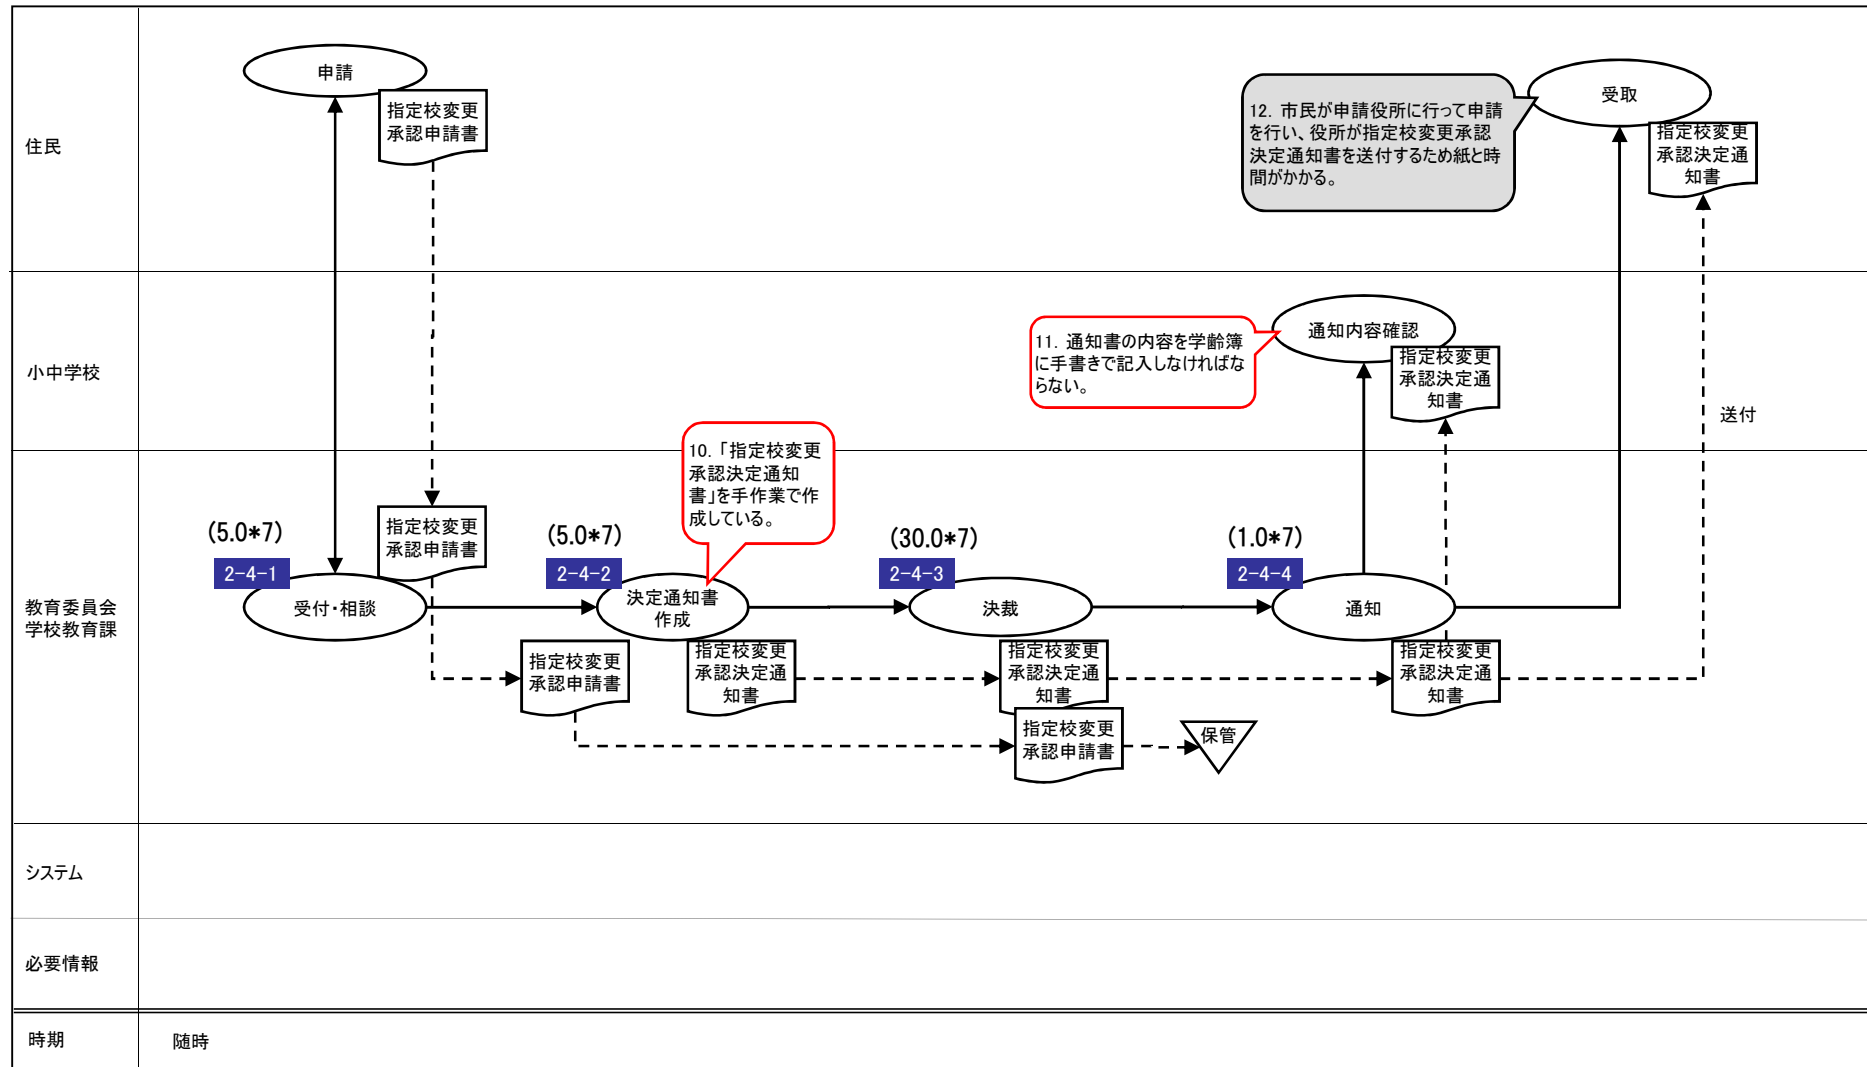 住民
申請
指定校変更
承認申請書
12．市民が申請役所に行って申請
を行い、役所が指定校変更承認
決定通知書を送付するため紙と時
間がかかる。
受取
指定校変更
承認決定通
知書
小中学校
11．通知書の内容を学齢簿
に手書きで記入しなければな
らない。
通知内容確認
指定校変更
承認決定通
知書
送付
教育委員会
学校教育課
10．「指定校変更
承認決定通知
書」を手作業で作
成している。
(5.0*7)
2-4-1
受付・相談
指定校変更
承認申請書
(5.0*7)
2-4-2
決定通知書
作成
(30.0*7)
2-4-3
決裁
(1.0*7)
2-4-4
通知
指定校変更
承認申請書
指定校変更
承認決定通
知書
指定校変更
承認決定通
知書
指定校変更
承認決定通
知書
指定校変更
承認申請書
保管
システム
必要情報
時期
随時